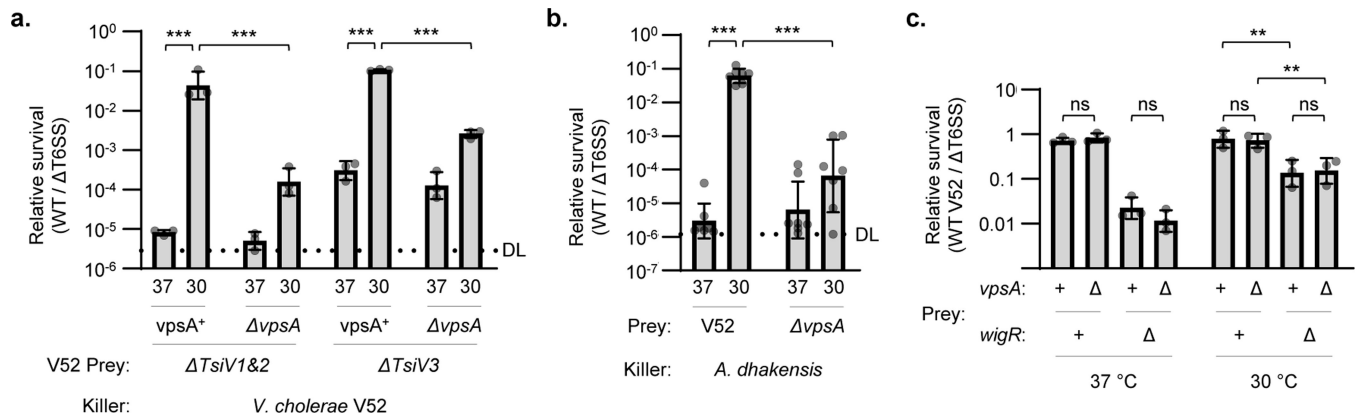 a.
Relative survival
(WT / ΔT6SS)
10⁰
10⁻¹
10⁻²
10⁻³
10⁻⁴
10⁻⁵
10⁻⁶
*** *** *** ***
DL
37 30 37 30 37 30 37 30
vpsA⁺ ΔvpsA vpsA⁺ ΔvpsA
V52 Prey: ΔTsiV1&2 ΔTsiV3
Killer: V. cholerae V52
b.
Relative survival
(WT / ΔT6SS)
10⁰
10⁻¹
10⁻²
10⁻³
10⁻⁴
10⁻⁵
10⁻⁶
10⁻⁷
*** ***
DL
37 30 37 30
Prey: V52 ΔvpsA
Killer: A. dhakensis
c.
Relative survival
(WT V52 / ΔT6SS)
10
1
0.1
0.01
**
**
ns ns ns ns
vpsA: + Δ + Δ + Δ + Δ
Prey:
wigR: + Δ + Δ
37 °C 30 °C